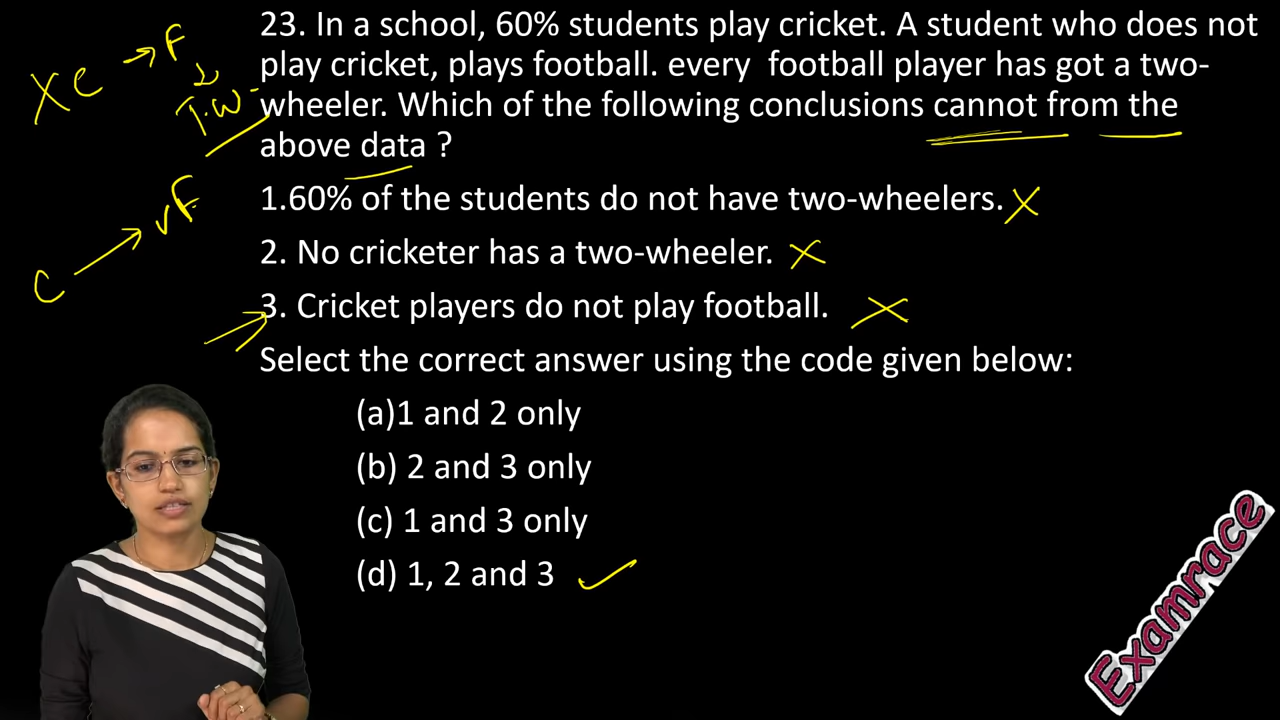 23. In a school, 60% students play cricket. A student who does not
play cricket, plays football. every football player has got a two-
wheeler. Which of the following conclusions cannot from the
above data ?
1.60% of the students do not have two-wheelers.
2. No cricketer has a two-wheeler.
3. Cricket players do not play football.
Select the correct answer using the code given below:
(a)1 and 2 only
(b) 2 and 3 only
(c) 1 and 3 only
(d) 1, 2 and 3
F
T.W
F
C
Examrace